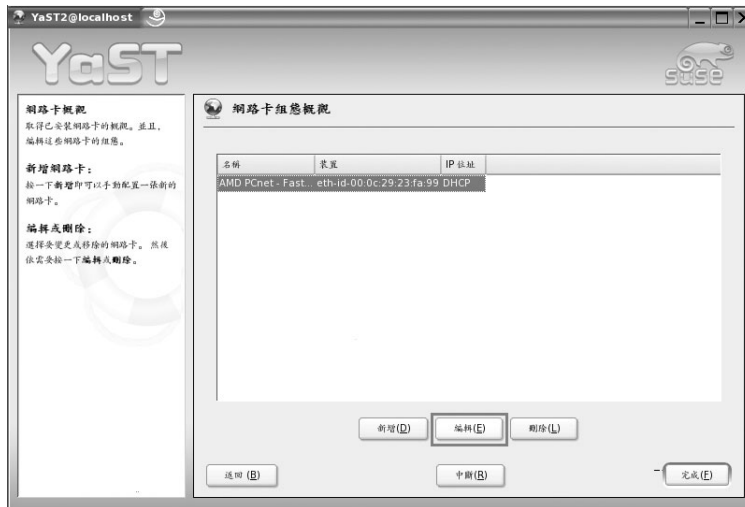 YaST2@localhost
YaST
SUSE
網路卡概觀
取得已安裝網路卡的概觀。並且,
編輯這些網路卡的組態。
新增網路卡：
按一下新增即可以手動配置一張新的
網路卡。
編輯或刪除：
選擇要變更或移除的網路卡。 然後
依需要按一下編輯或刪除。
網路卡組態概觀
名稱 裝置 IP 位址
AMD PCnet - Fast... eth-id-00:0c:29:23:fa:99 DHCP
新增(D) 編輯(E) 刪除(L)
返回 (B) 中斷(R) 完成(F)